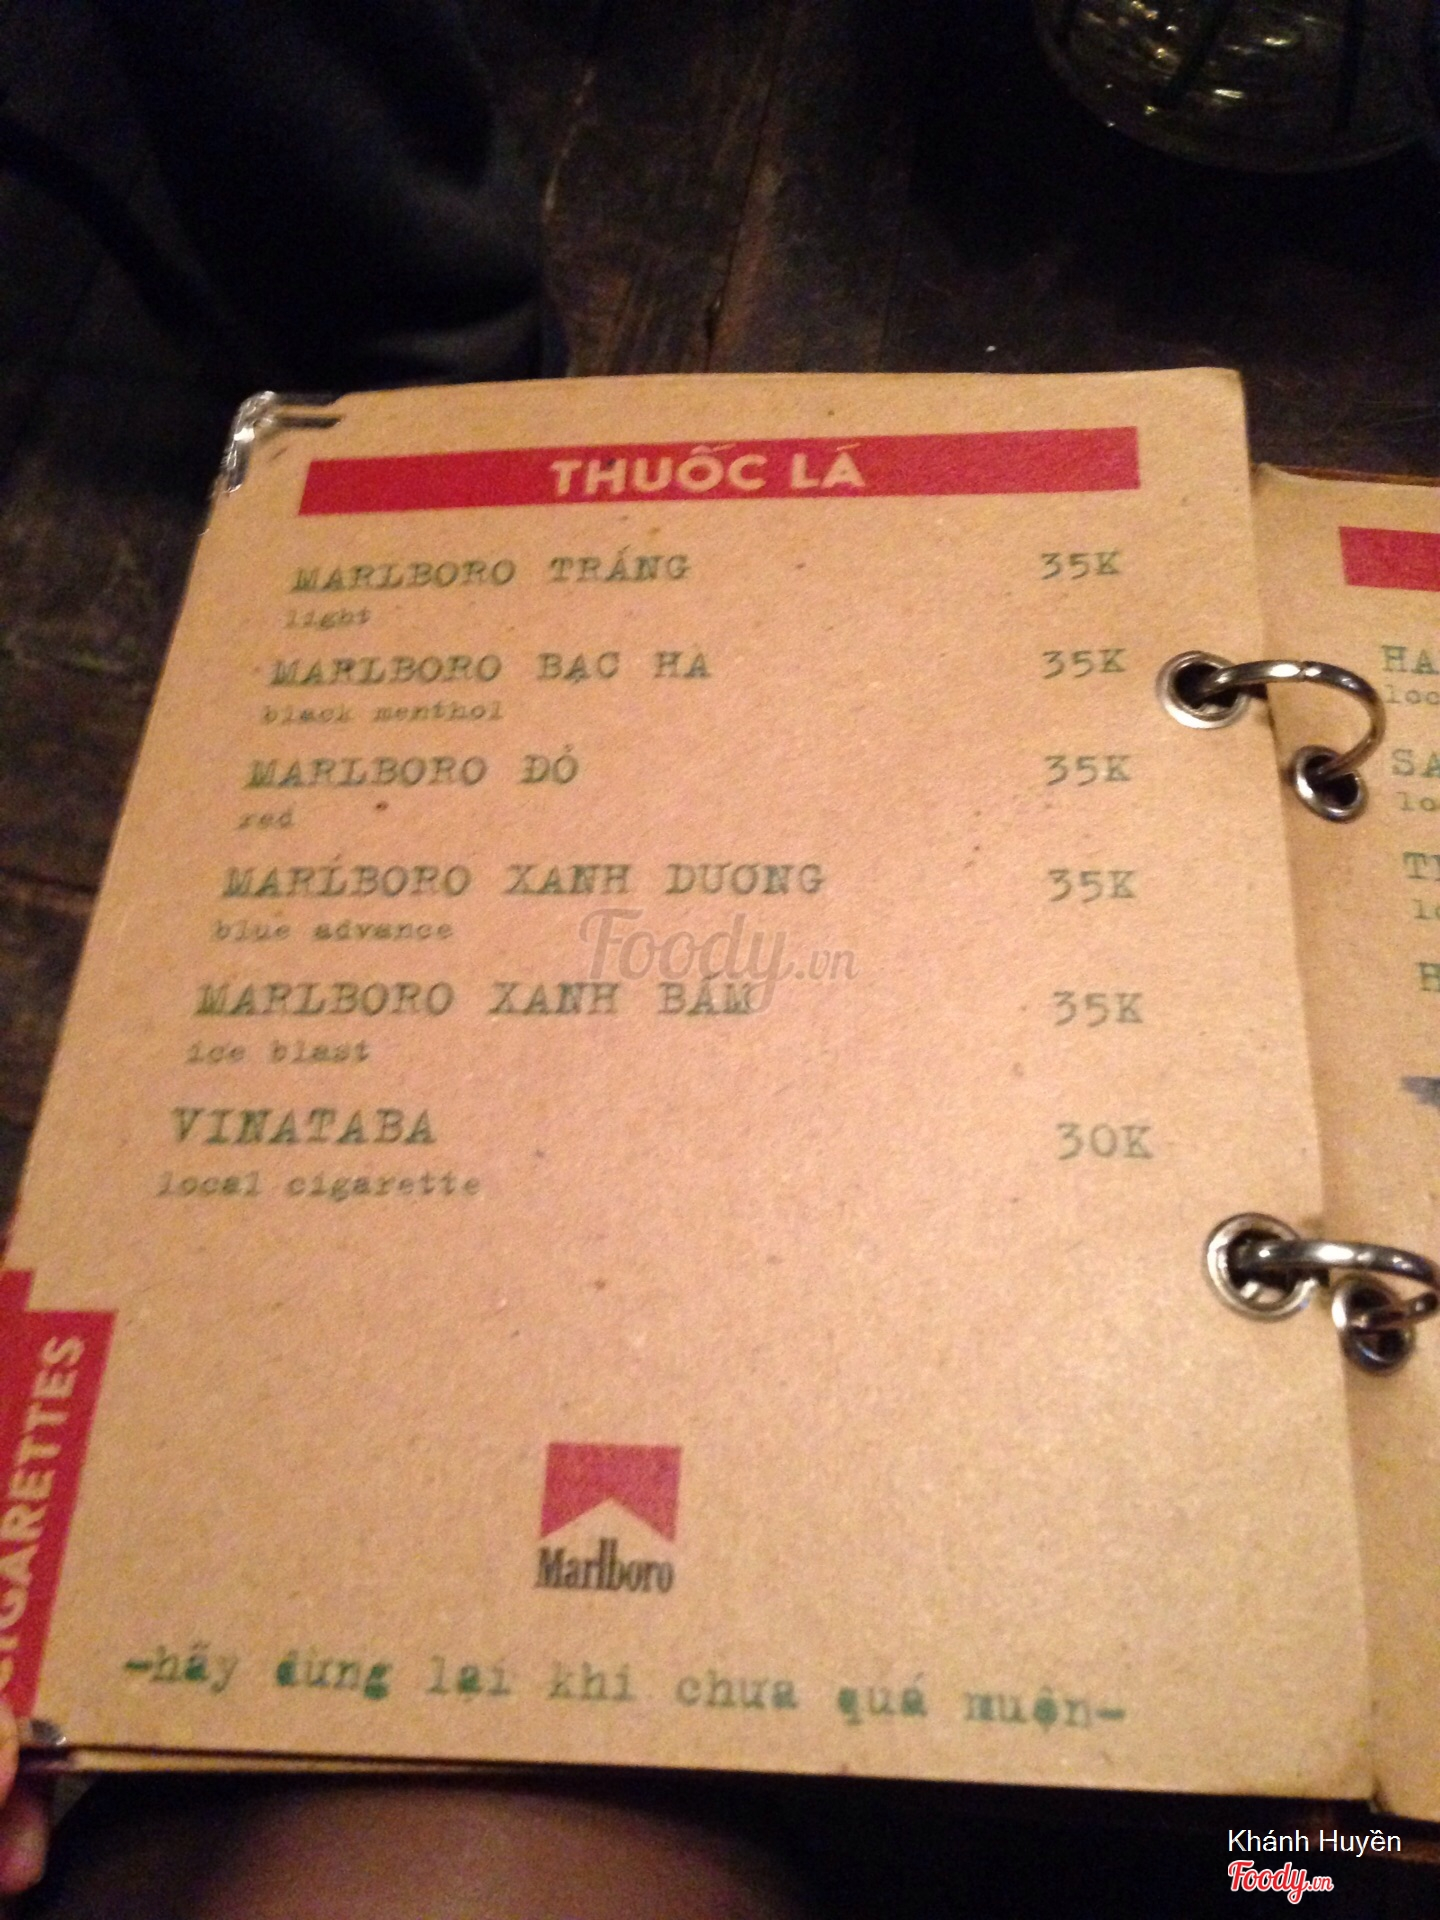 THUỐC LÁ
MARLBORO TRẮNG 35K
light
MARLBORO BẠC HÀ 35K
black menthol
MARLBORO ĐỎ 35K
red
MARLBORO XANH DƯƠNG 35K
blue advance
MARLBORO XANH BẤM 35K
ice blast
VINATABA 30K
local cigarette
CIGARETTES
Marlboro
-hãy dừng lại khi chưa quá muộn-
Foody.vn
Khánh Huyền
Foody.vn